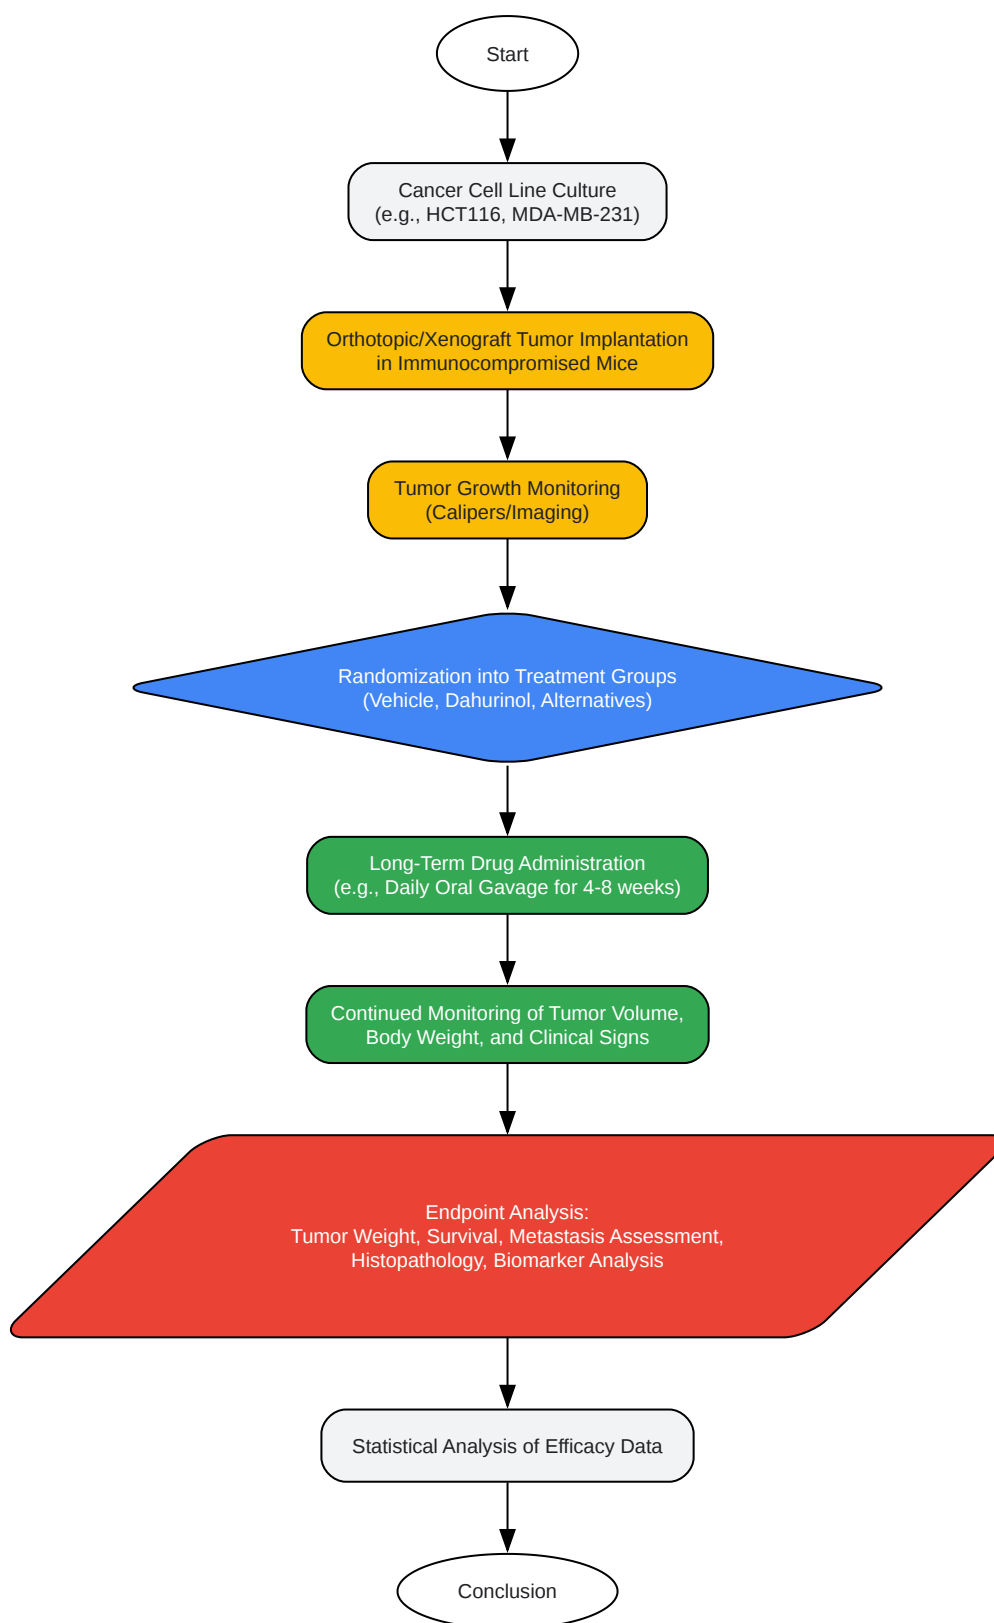 Start
Cancer Cell Line Culture
(e.g., HCT116, MDA-MB-231)
Orthotopic/Xenograft Tumor Implantation
in Immunocompromised Mice
Tumor Growth Monitoring
(Calipers/Imaging)
Randomization into Treatment Groups
(Vehicle, Dahurinol, Alternatives)
Long-Term Drug Administration
(e.g., Daily Oral Gavage for 4-8 weeks)
Continued Monitoring of Tumor Volume,
Body Weight, and Clinical Signs
Endpoint Analysis:
Tumor Weight, Survival, Metastasis Assessment,
Histopathology, Biomarker Analysis
Statistical Analysis of Efficacy Data
Conclusion